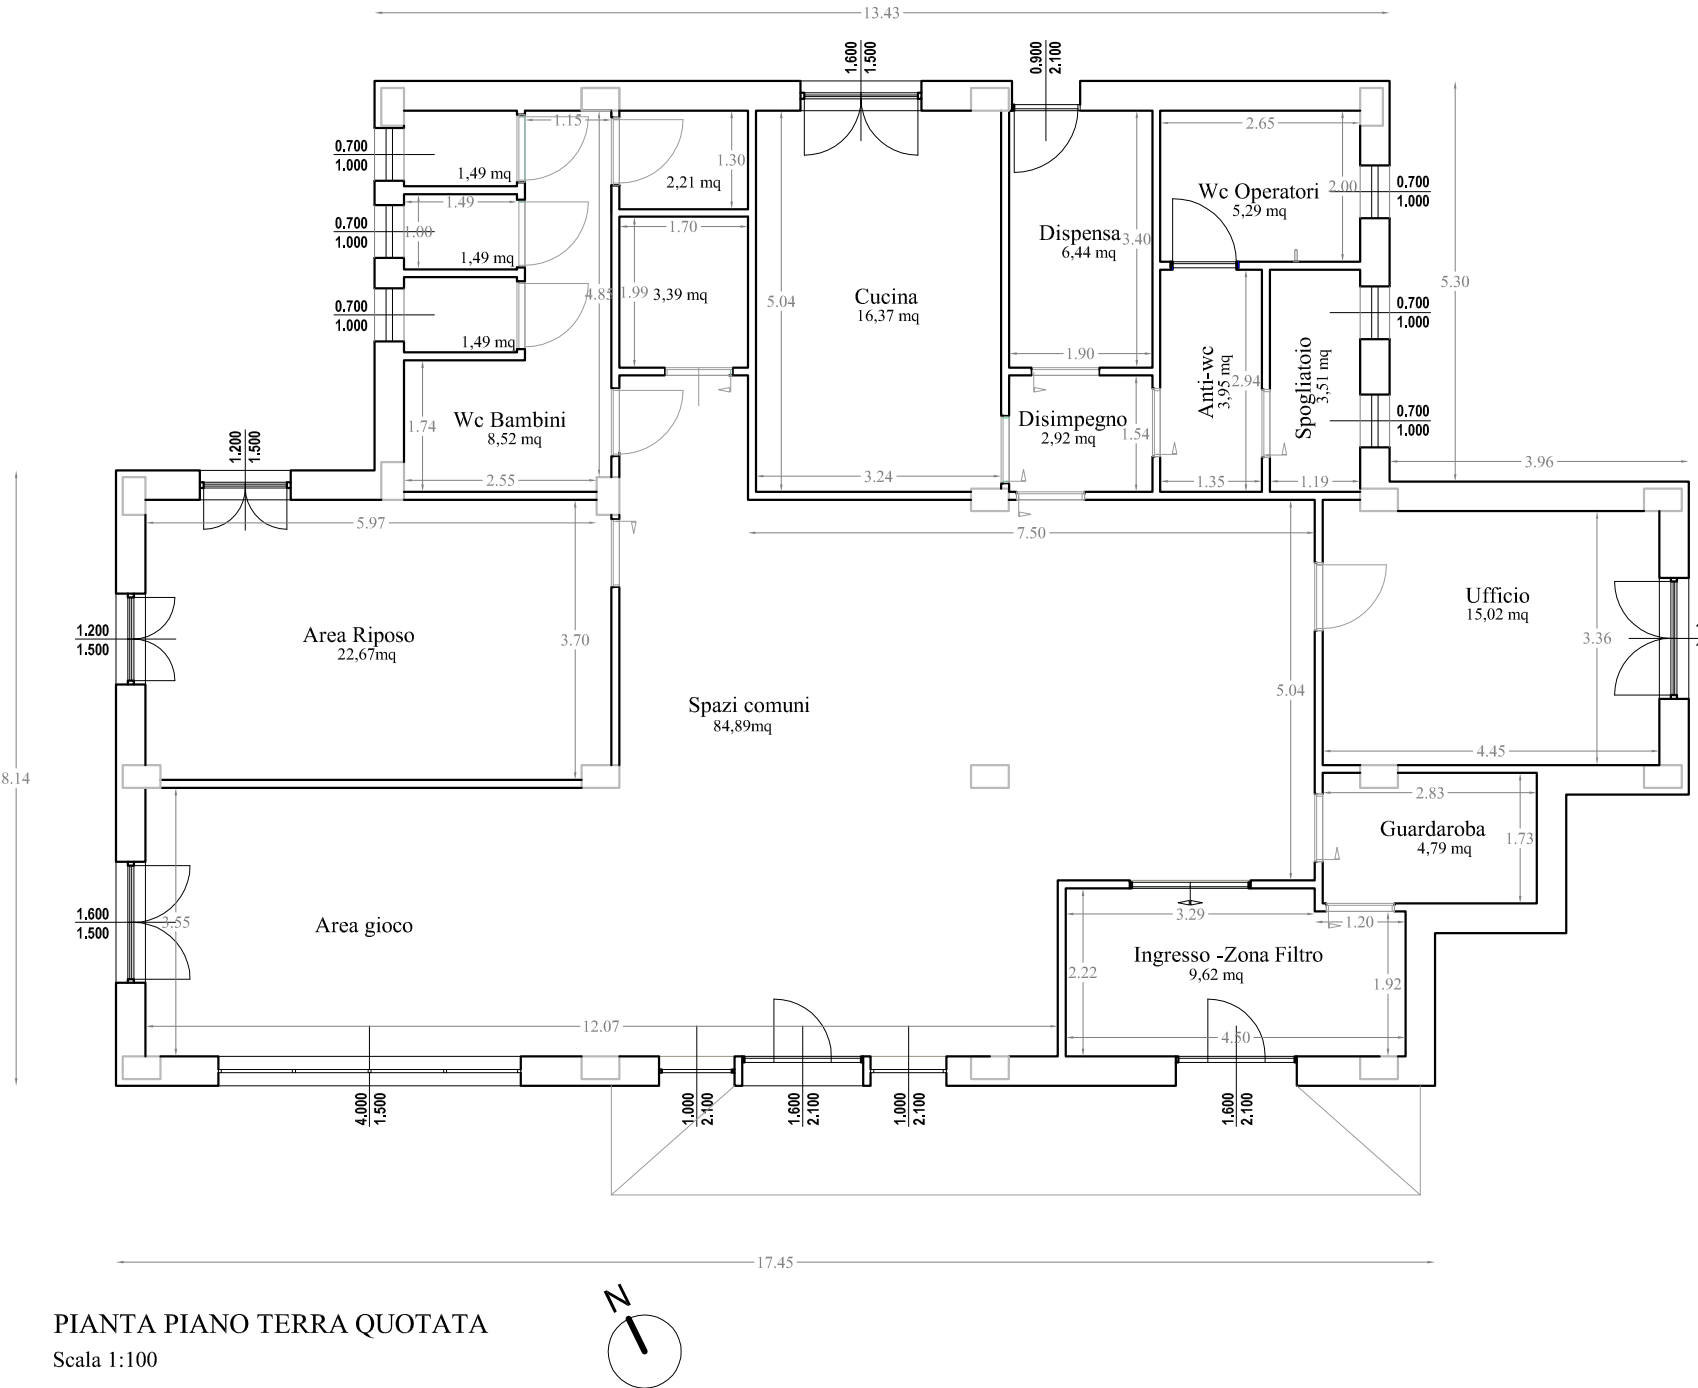 13.43
1.600
1.500
0.900
2.100
1.15
1.30
2,21 mq
2.65
2.00
Wc Operatori
5,29 mq
0.700
1.000
0.700
1.000
1,49 mq
1.49
1.00
0.700
1.000
1,49 mq
1.70
1.99
3,39 mq
4.85
5.04
Cucina
16,37 mq
Dispensa
6,44 mq
3.40
5.30
0.700
1.000
0.700
1.000
1,49 mq
1.90
Anti-wc
3,95 mq
2.94
Spogliatoio
3,51 mq
0.700
1.000
1.74
Wc Bambini
8,52 mq
Disimpegno
2,92 mq
1.54
1.200
1.500
2.55
3.24
1.35
1.19
3.96
5.97
7.50
Ufficio
15,02 mq
1.200
1.500
Area Riposo
22,67mq
3.70
3.36
5.04
Spazi comuni
84,89mq
4.45
8.14
2.83
Guardaroba
4,79 mq
1.73
1.600
1.500
3.55
Area gioco
3.29
1.20
Ingresso -Zona Filtro
9,62 mq
2.22
1.92
12.07
4.50
4.000
1.500
1.000
2.100
1.600
2.100
1.000
2.100
1.600
2.100
17.45
N
PIANTA PIANO TERRA QUOTATA
Scala 1:100